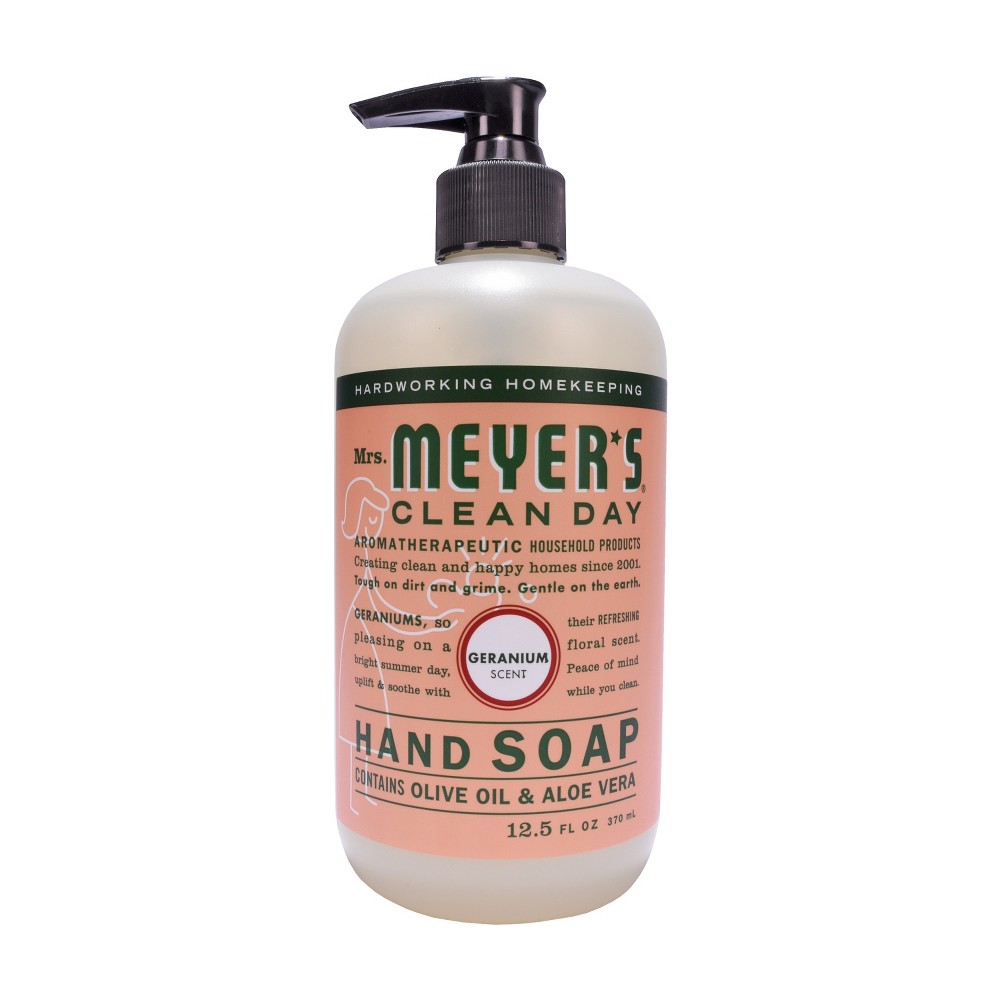 HARDWORKING HOMEKEEPING
Mrs. MEYER'S®
CLEAN DAY
AROMATHERAPEUTIC HOUSEHOLD PRODUCTS
Creating clean and happy homes since 2001.
Tough on dirt and grime. Gentle on the earth.
GERANIUMS, so
pleasing on a
bright summer day,
uplift & soothe with
GERANIUM
SCENT
their REFRESHING
floral scent.
Peace of mind
while you clean.
HAND SOAP
CONTAINS OLIVE OIL & ALOE VERA
12.5 FL OZ 370 mL